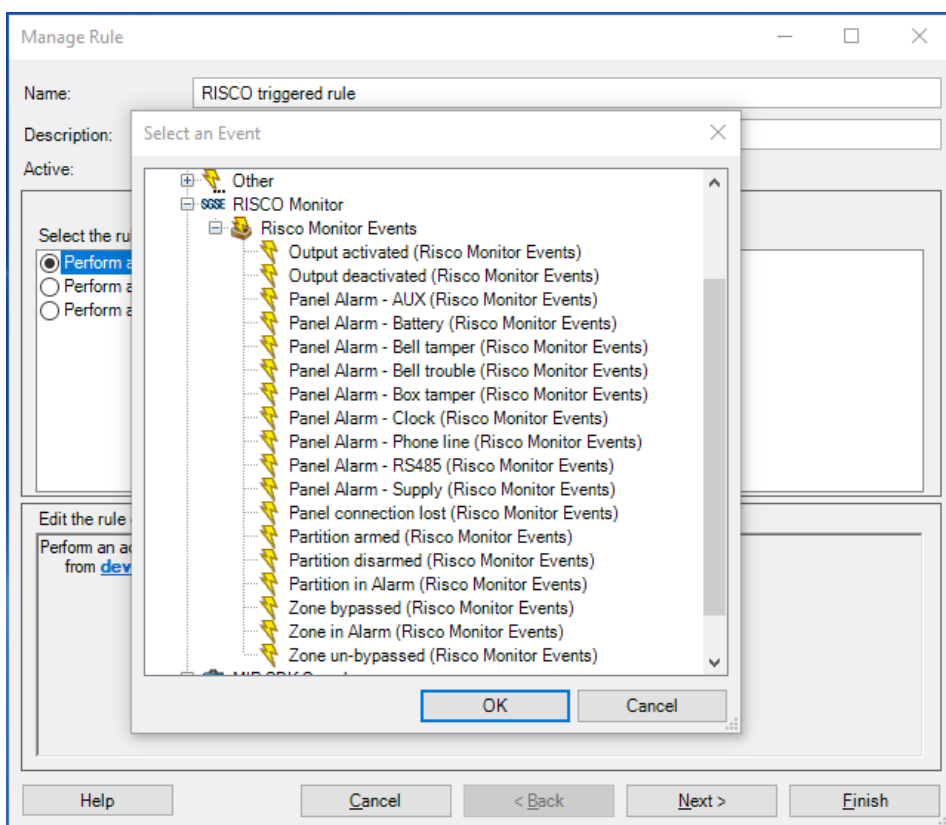 Manage Rule
Name:
RISCO triggered rule
Description:
Select an Event
Active:
Other
SGSE RISCO Monitor
Risco Monitor Events
Select the ru
Output activated (Risco Monitor Events)
Perform a
Output deactivated (Risco Monitor Events)
Perform a
Panel Alarm - AUX (Risco Monitor Events)
Perform a
Panel Alarm - Battery (Risco Monitor Events)
Panel Alarm - Bell tamper (Risco Monitor Events)
Panel Alarm - Bell trouble (Risco Monitor Events)
Panel Alarm - Box tamper (Risco Monitor Events)
Panel Alarm - Clock (Risco Monitor Events)
Panel Alarm - Phone line (Risco Monitor Events)
Panel Alarm - RS485 (Risco Monitor Events)
Panel Alarm - Supply (Risco Monitor Events)
Panel connection lost (Risco Monitor Events)
Edit the rule
Partition armed (Risco Monitor Events)
Perform an ac
Partition disarmed (Risco Monitor Events)
from dev
Partition in Alarm (Risco Monitor Events)
Zone bypassed (Risco Monitor Events)
Zone in Alarm (Risco Monitor Events)
Zone un-bypassed (Risco Monitor Events)
OK
Cancel
Help
Cancel
< Back
Next >
Finish